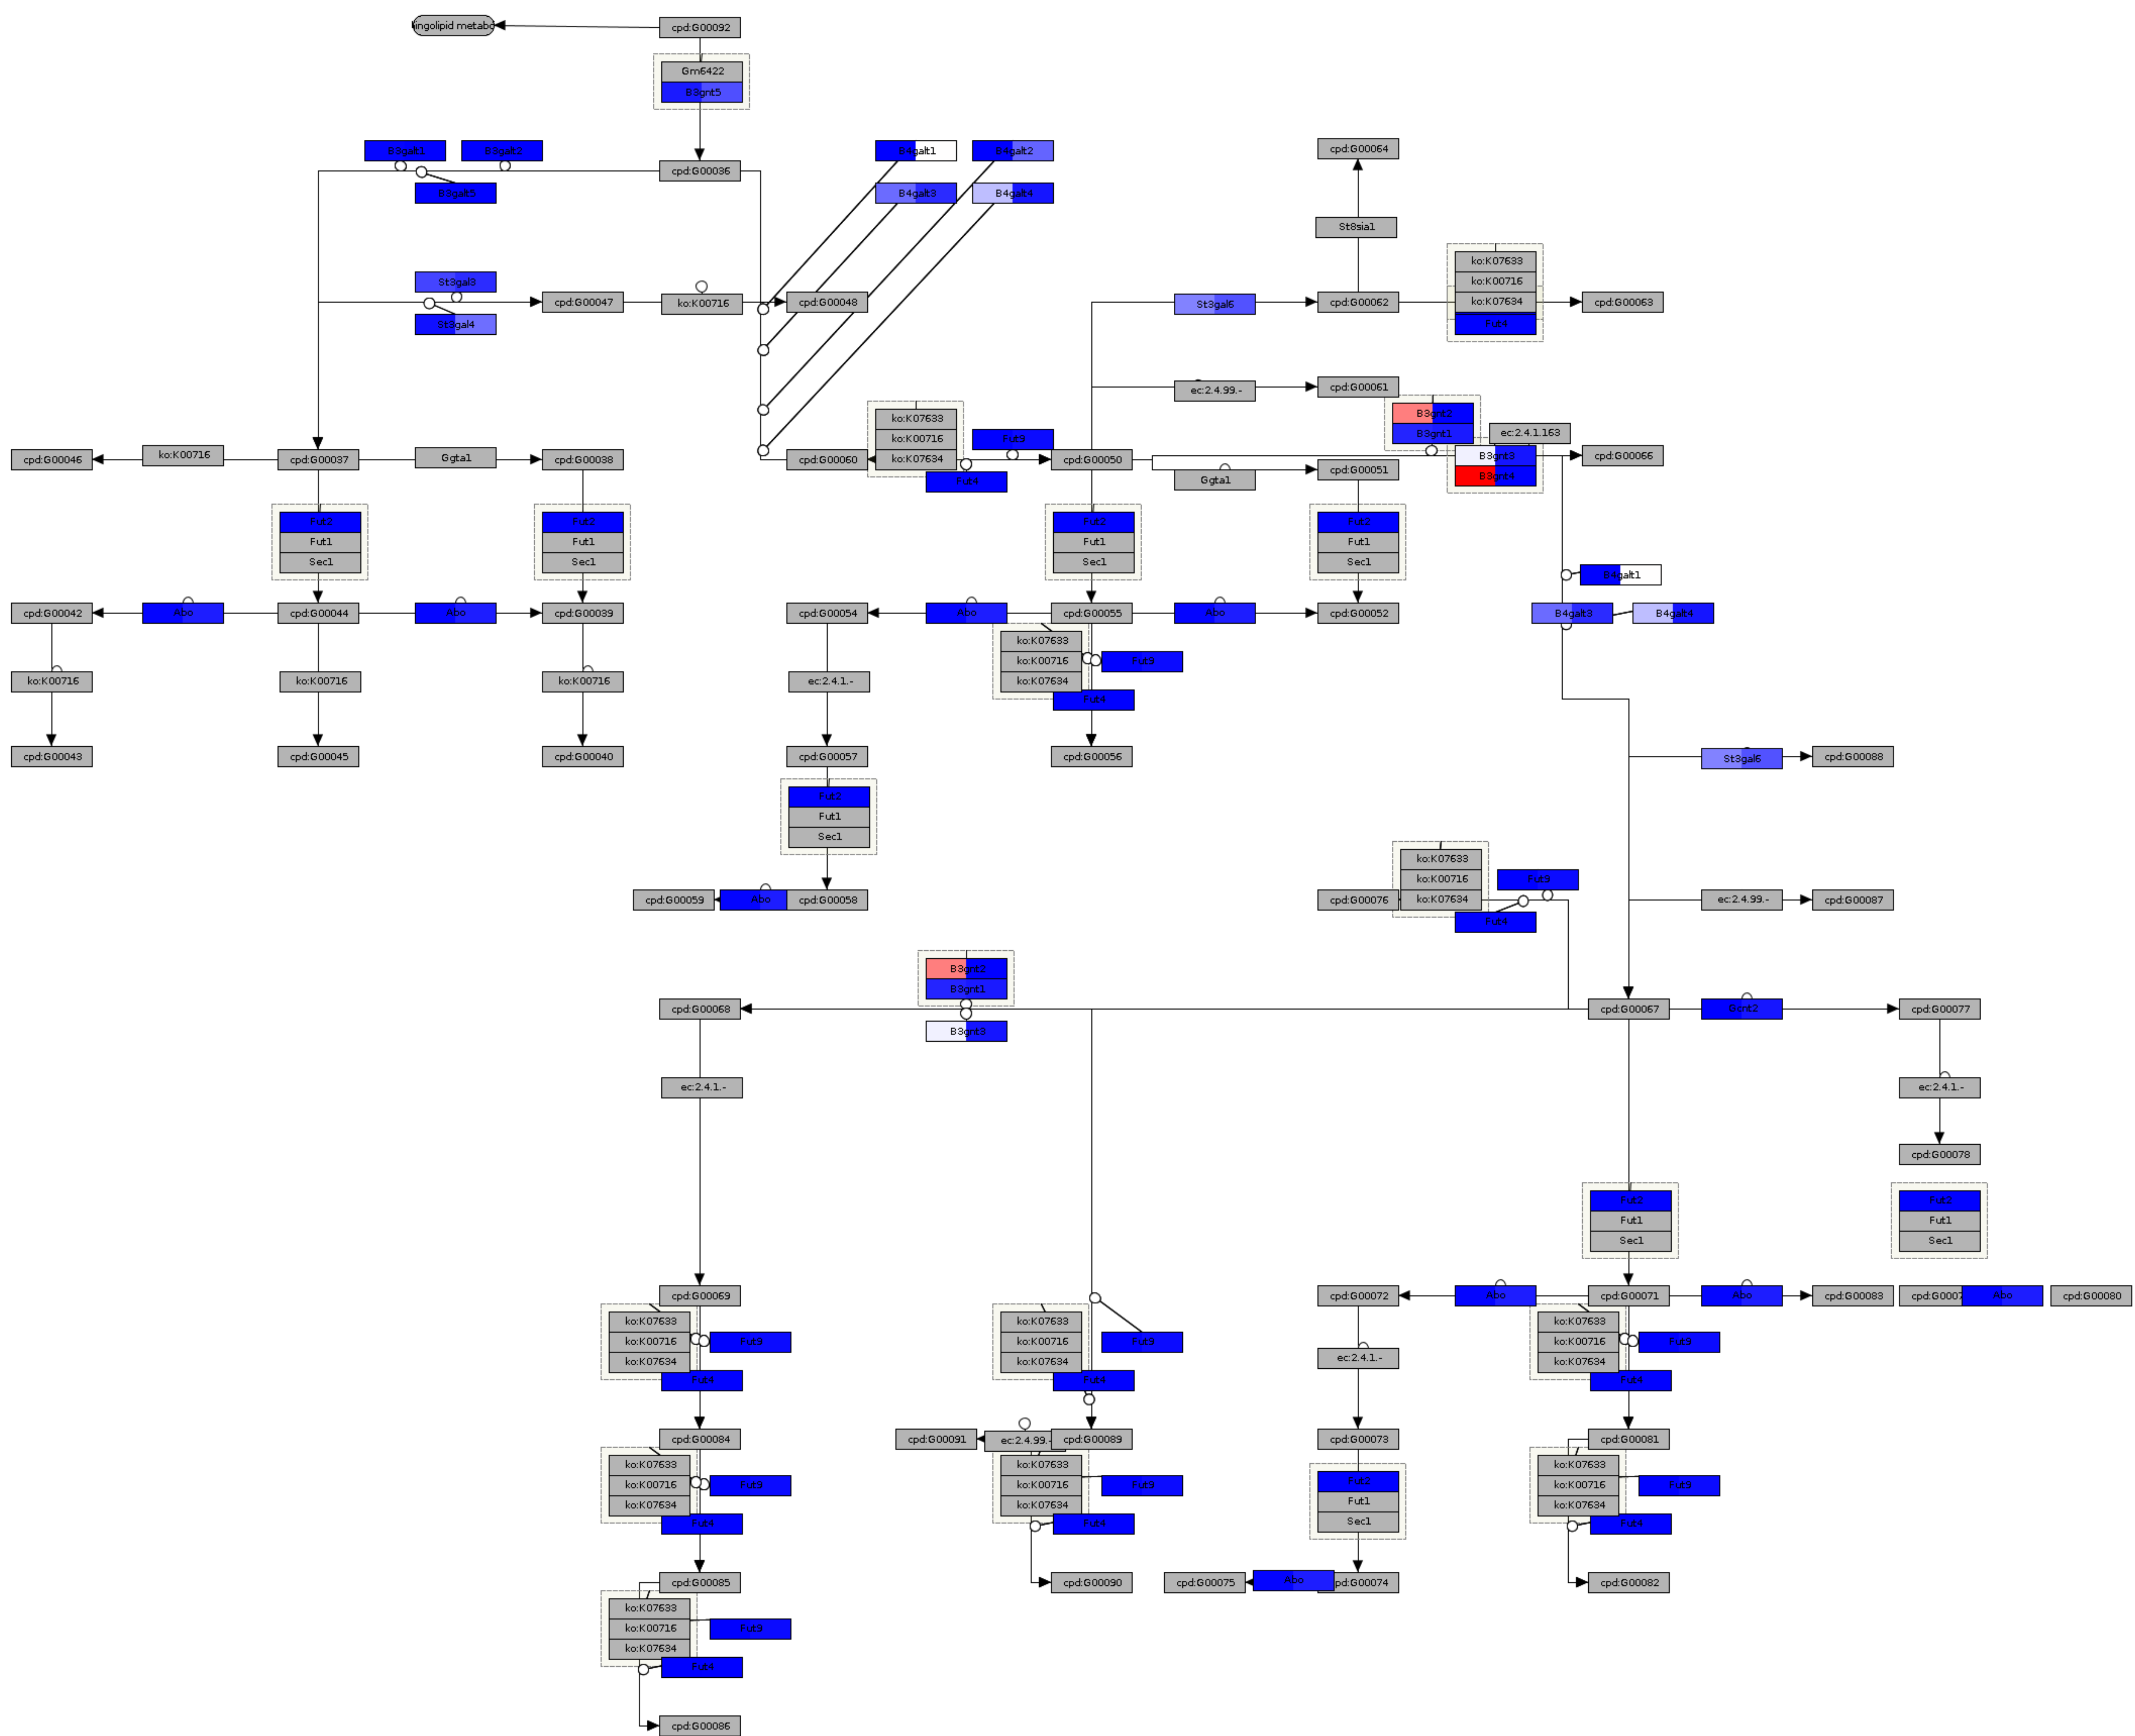 ingolipid metabo
cpd:G00092
Gm6422
B3gnt5
B3galt1
B3galt2
B4galt1
B4galt2
cpd:G00064
cpd:G00036
B3galt5
B4galt3
B4galt4
St8sia1
ko:K07633
St3gal3
ko:K00716
cpd:G00047
ko:K00716
cpd:G00048
St3gal6
cpd:G00062
ko:K07634
cpd:G00063
St3gal4
Fut4
ec:2.4.99.-
cpd:G00061
ko:K07633
B3gnt2
ko:K00716
Fut9
B3gnt1
ec:2.4.1.163
cpd:G00046
ko:K00716
cpd:G00037
Ggta1
cpd:G00038
cpd:G00060
ko:K07634
cpd:G00050
B3gnt3
cpd:G00066
Fut4
Ggta1
cpd:G00051
B3gnt4
Fut2
Fut1
Sec1
Fut2
Fut1
Sec1
Fut2
Fut1
Sec1
Fut2
Fut1
Sec1
B4galt1
cpd:G00042
Abo
cpd:G00044
Abo
cpd:G00039
cpd:G00054
Abo
cpd:G00055
Abo
cpd:G00052
B4galt3
B4galt4
ko:K07633
ko:K00716
ko:K07634
Fut9
Fut4
ko:K00716
ko:K00716
ko:K00716
ec:2.4.1.-
cpd:G00043
cpd:G00045
cpd:G00040
cpd:G00057
cpd:G00056
St3gal6
cpd:G00088
Fut2
Fut1
Sec1
ko:K07633
ko:K00716
ko:K07634
Fut9
Fut4
cpd:G00059
Abo
cpd:G00058
cpd:G00076
ec:2.4.99.-
cpd:G00087
B3gnt2
B3gnt1
cpd:G00068
B3gnt3
cpd:G00067
Gcnt2
cpd:G00077
ec:2.4.1.-
ec:2.4.1.-
cpd:G00078
Fut2
Fut1
Sec1
Fut2
Fut1
Sec1
cpd:G00069
cpd:G00072
Abo
cpd:G00071
Abo
cpd:G00083
cpd:G0007
Abo
cpd:G00080
ko:K07633
ko:K00716
ko:K07634
Fut9
Fut4
ko:K07633
ko:K00716
ko:K07634
Fut9
Fut4
ec:2.4.1.-
ko:K07633
ko:K00716
ko:K07634
Fut9
Fut4
cpd:G00084
cpd:G00091
ec:2.4.99.-
cpd:G00089
cpd:G00073
cpd:G00081
ko:K07633
ko:K00716
ko:K07634
Fut9
Fut4
ko:K07633
ko:K00716
ko:K07634
Fut9
Fut4
Fut2
Fut1
Sec1
ko:K07633
ko:K00716
ko:K07634
Fut9
Fut4
cpd:G00085
cpd:G00090
cpd:G00075
Abo
pd:G00074
cpd:G00082
ko:K07633
ko:K00716
ko:K07634
Fut9
Fut4
cpd:G00086